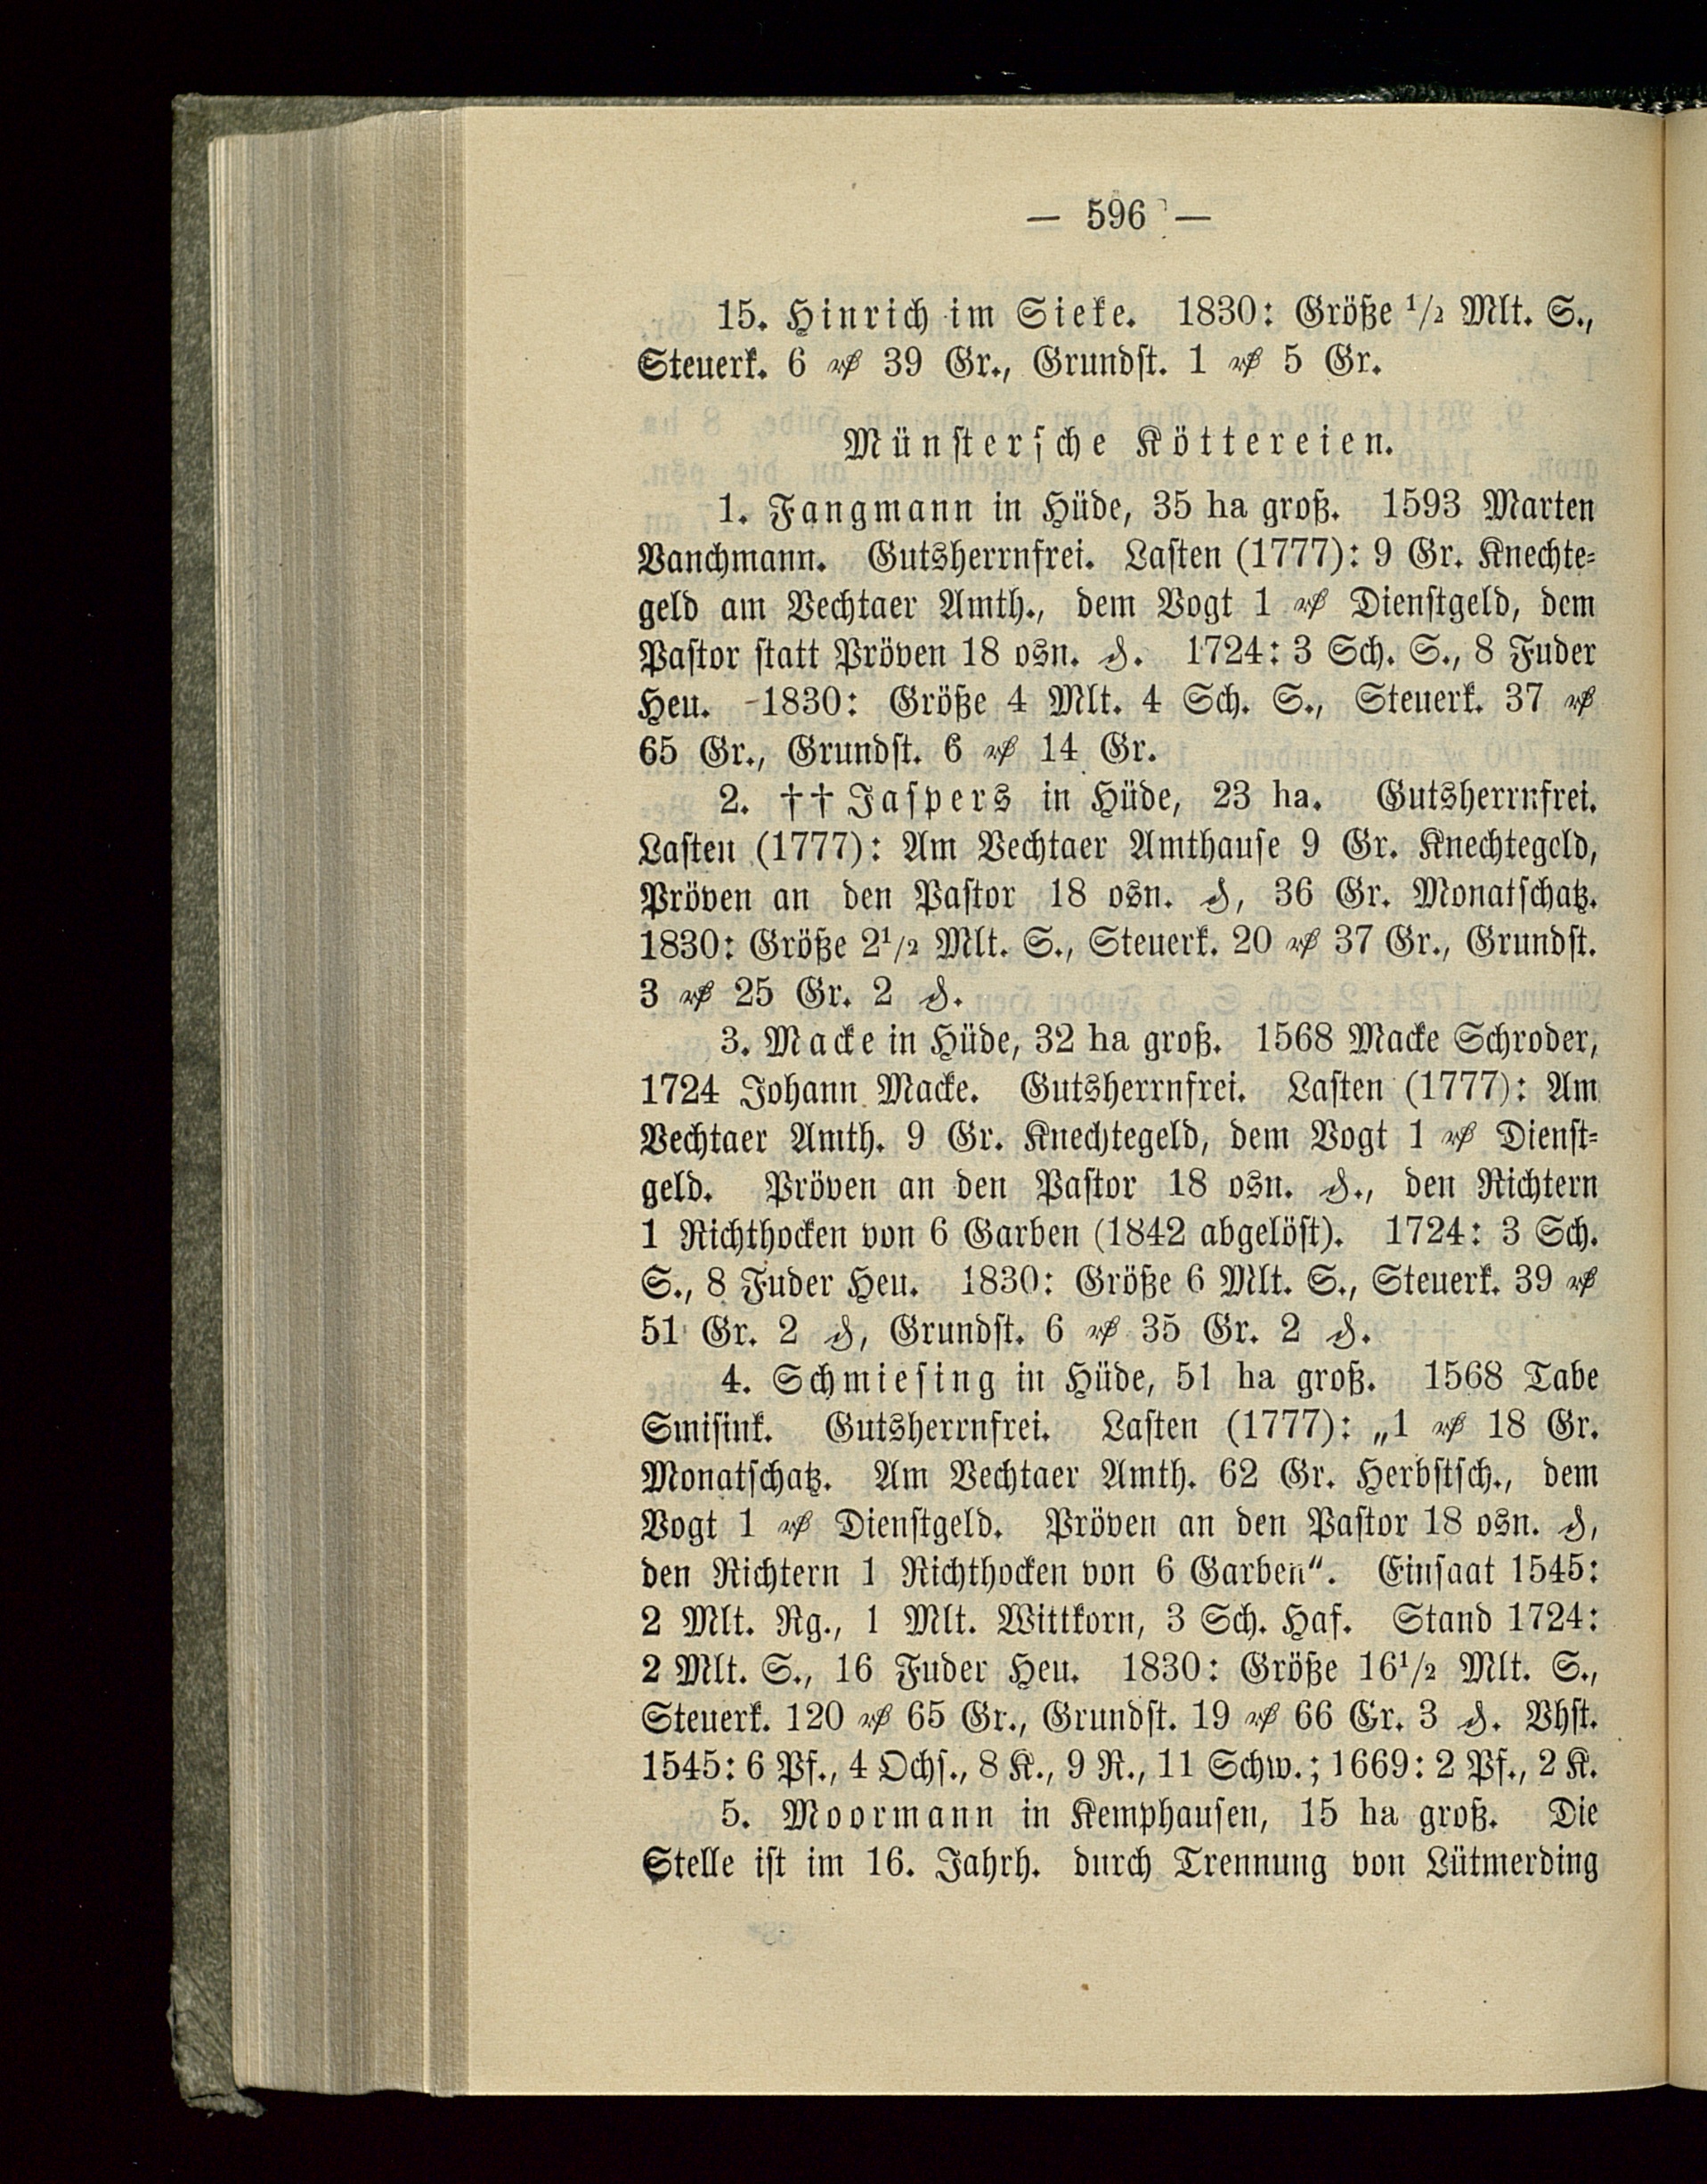 — 596 —
15. Hinrich im Sieke. 1830: Größe 1/2 Mlt. S.,
Steuerk. 6 ₰ 39 Gr., Grundst. 1 ₰ 5 Gr.
Münstersche Köttereien.
1. Fangmann in Hüde, 35 ha groß. 1593 Marten
Vanchmann. Gutsherrnfrei. Lasten (1777): 9 Gr. Knechte-
geld am Vechtaer Amth., dem Vogt 1 ₰ Dienstgeld, dem
Pastor statt Pröven 18 osn. ₰. 1724: 3 Sch. S., 8 Fuder
Heu. -1830: Größe 4 Mlt. 4 Sch. S., Steuerk. 37 ₰
65 Gr., Grundst. 6 ₰ 14 Gr.
2. †† Jaspers in Hüde, 23 ha. Gutsherrnfrei.
Lasten (1777): Am Vechtaer Amthause 9 Gr. Knechtegeld,
Pröven an den Pastor 18 osn. ₰, 36 Gr. Monatschatz.
1830: Größe 2 1/2 Mlt. S., Steuerk. 20 ₰ 37 Gr., Grundst.
3 ₰ 25 Gr. 2 ₰.
3. Macke in Hüde, 32 ha groß. 1568 Macke Schroder,
1724 Johann Macke. Gutsherrnfrei. Lasten (1777): Am
Vechtaer Amth. 9 Gr. Knechtegeld, dem Vogt 1 ₰ Dienst-
geld. Pröven an den Pastor 18 osn. ₰., den Richtern
1 Richthocken von 6 Garben (1842 abgelöst). 1724: 3 Sch.
S., 8 Fuder Heu. 1830: Größe 6 Mlt. S., Steuerk. 39 ₰
51 Gr. 2 ₰, Grundst. 6 ₰ 35 Gr. 2 ₰.
4. Schmiesing in Hüde, 51 ha groß. 1568 Tabe
Smisink. Gutsherrnfrei. Lasten (1777): „1 ₰ 18 Gr.
Monatschatz. Am Vechtaer Amth. 62 Gr. Herbstsch., dem
Vogt 1 ₰ Dienstgeld. Pröven an den Pastor 18 osn. ₰,
den Richtern 1 Richthocken von 6 Garben“. Einsaat 1545:
2 Mlt. Rg., 1 Mlt. Wittkorn, 3 Sch. Haf. Stand 1724:
2 Mlt. S., 16 Fuder Heu. 1830: Größe 16 1/2 Mlt. S.,
Steuerk. 120 ₰ 65 Gr., Grundst. 19 ₰ 66 Gr. 3 ₰. Vhst.
1545: 6 Pf., 4 Ochs., 8 K., 9 R., 11 Schw.; 1669: 2 Pf., 2 K.
5. Moormann in Kemphausen, 15 ha groß. Die
Stelle ist im 16. Jahrh. durch Trennung von Lütmerding